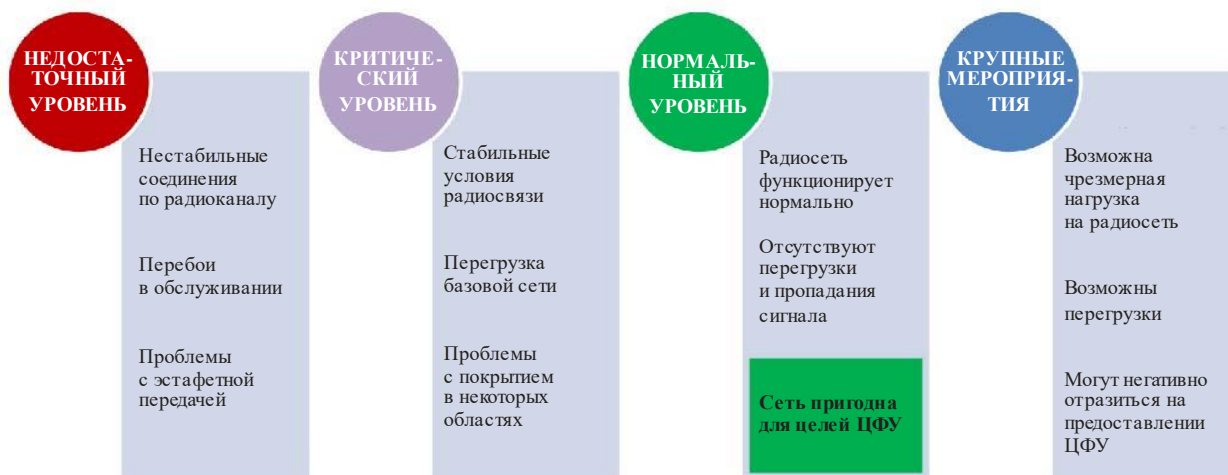 НЕДОСТА-
ТОЧНЫЙ
УРОВЕНЬ
Нестабильные
соединения
по радиоканалу
Перебои
в обслуживании
Проблемы
с эстафетной
передачей
КРИТИЧЕ-
СКИЙ
УРОВЕНЬ
Стабильные
условия
радиосвязи
Перегрузка
базовой сети
Проблемы
с покрытием
в некоторых
областях
НОРМАЛЬ-
НЫЙ
УРОВЕНЬ
Радиосеть
функционирует
нормально
Отсутствуют
перегрузки
и пропадания
сигнала
Сеть пригодна
для целей ЦФУ
КРУПНЫЕ
МЕРОПРИЯ-
ТИЯ
Возможна
чрезмерная
нагрузка
на радиосеть
Возможны
перегрузки
Могут негативно
отразиться на
предоставлении
ЦФУ